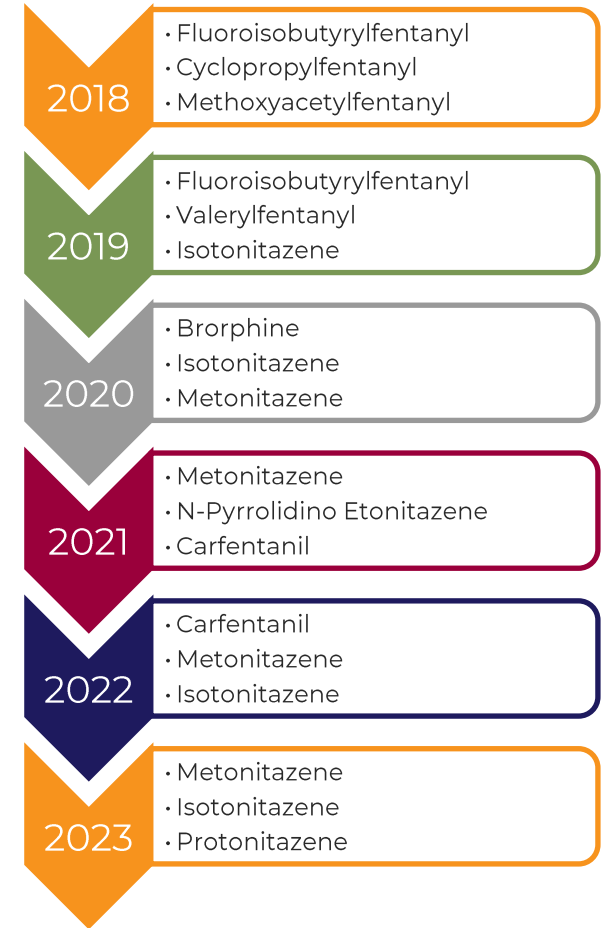 2018
• Fluoroisobutyrylfentanyl
• Cyclopropylfentanyl
• Methoxyacetylfentanyl
2019
• Fluoroisobutyrylfentanyl
• Valerylfentanyl
• Isotonitazene
2020
• Brorphine
• Isotonitazene
• Metonitazene
2021
• Metonitazene
• N-Pyrrolidino Etonitazene
• Carfentanil
2022
• Carfentanil
• Metonitazene
• Isotonitazene
2023
• Metonitazene
• Isotonitazene
• Protonitazene